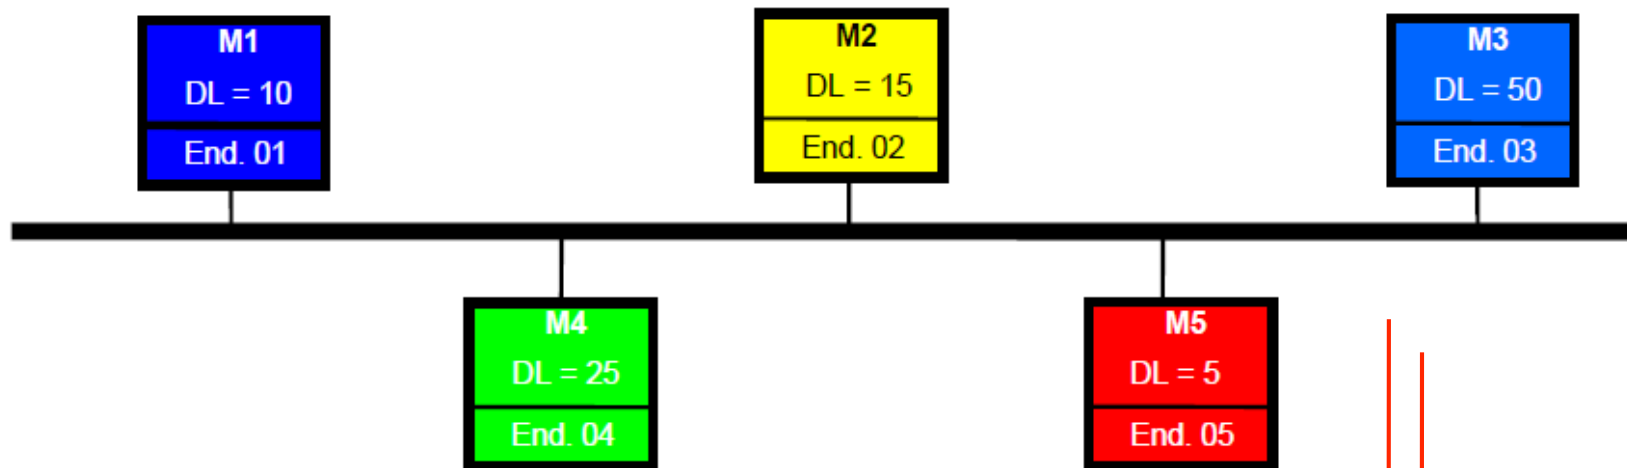 M1
DL = 10
End. 01
M2
DL = 15
End. 02
M3
DL = 50
End. 03
M4
DL = 25
End. 04
M5
DL = 5
End. 05